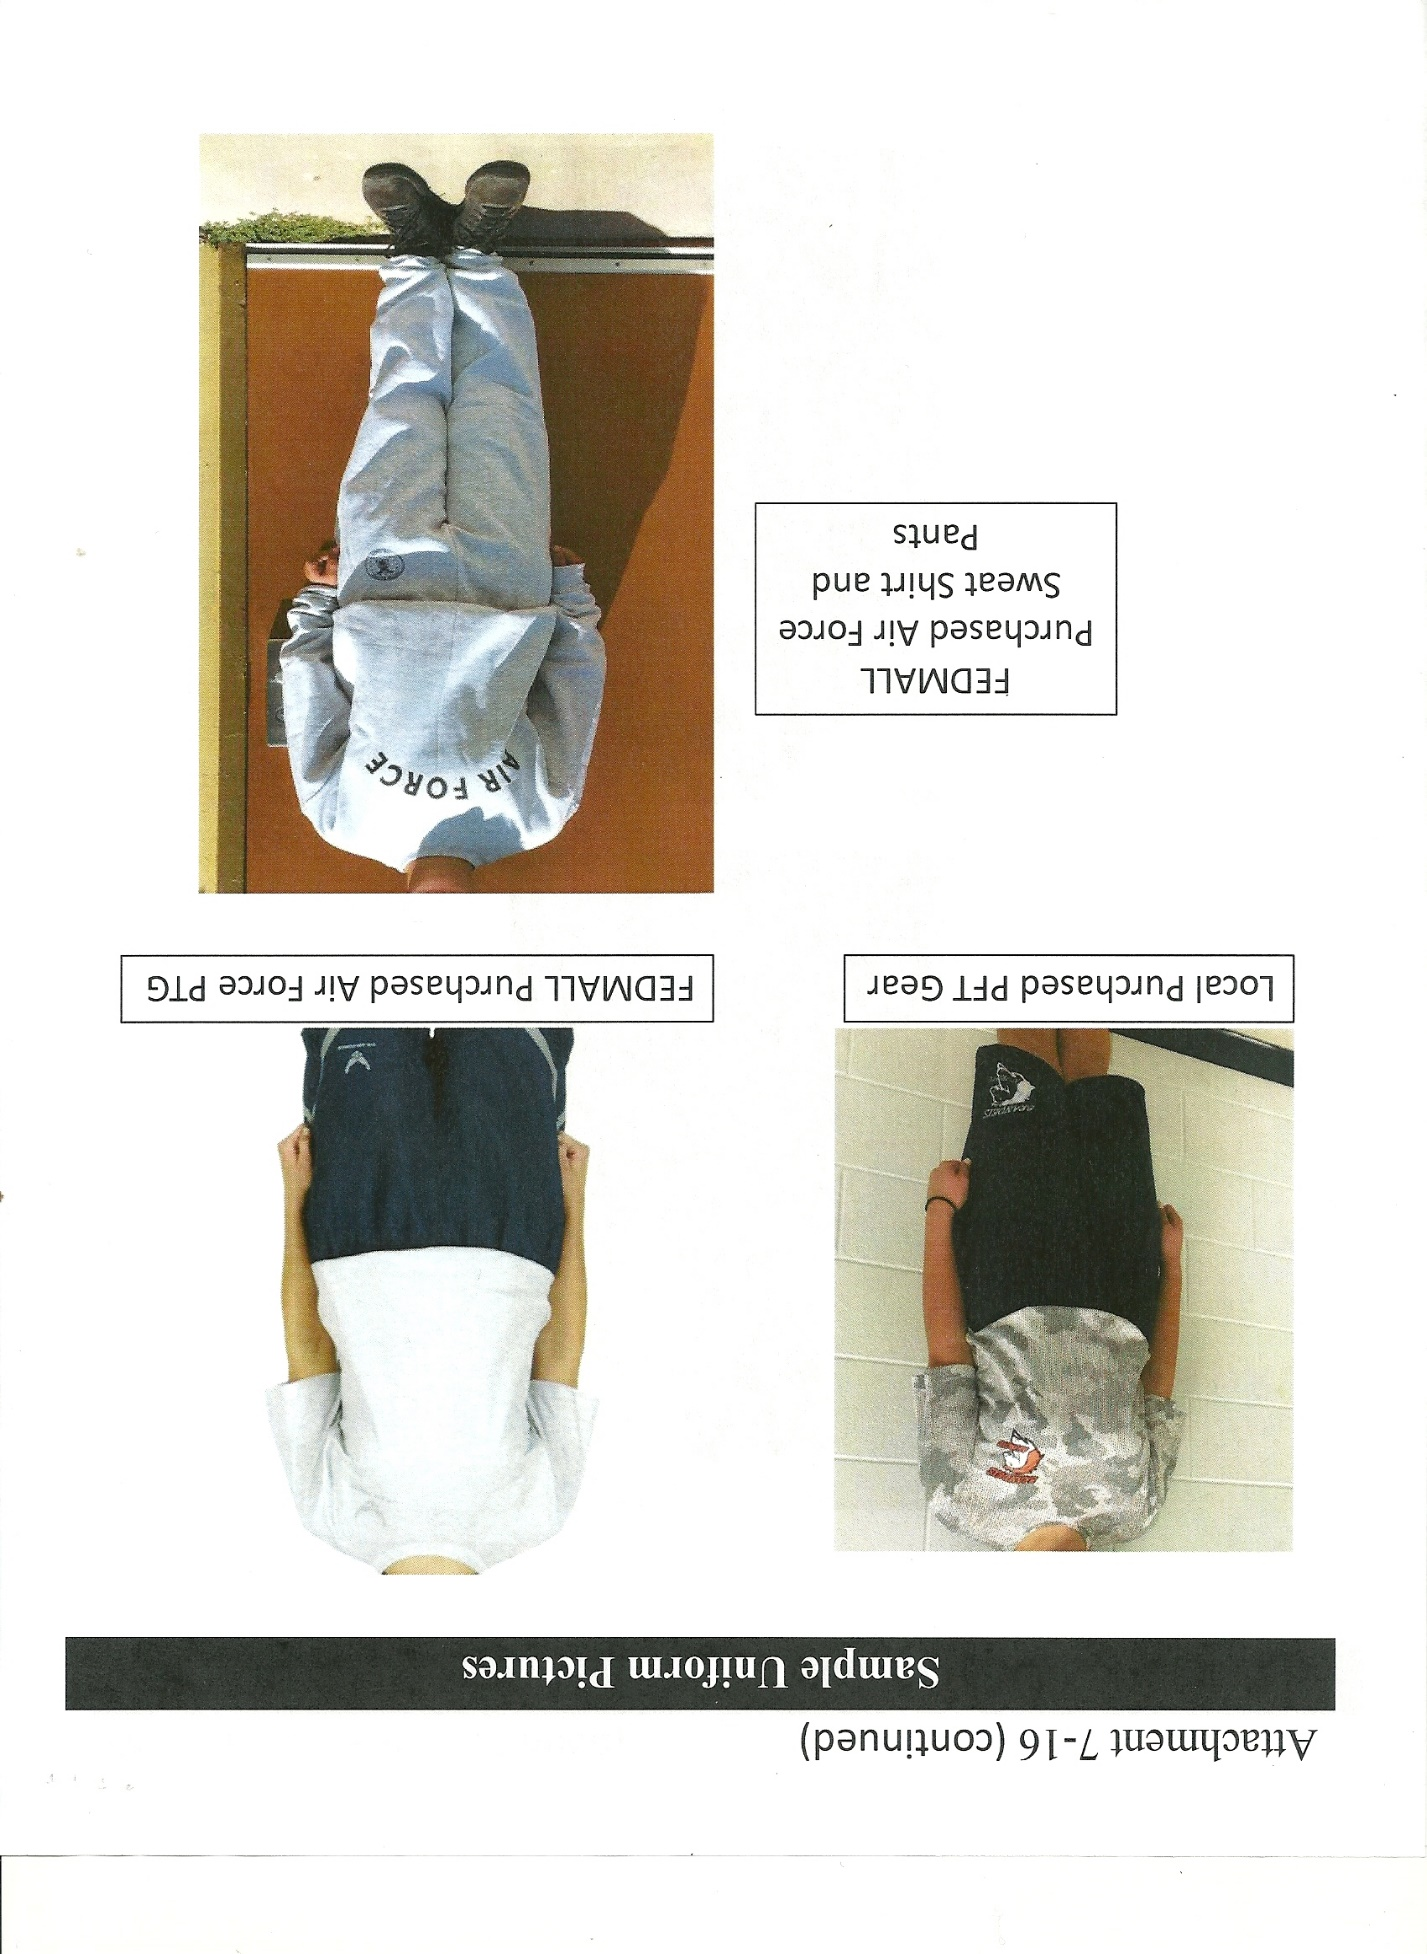 Attachment 7-16 (continued)
Sample Uniform Pictures
Local Purchased PFT Gear
FEDMALL Purchased Air Force PTG
FEDMALL
Purchased Air Force
Sweat Shirt and
Pants
AIR FORCE